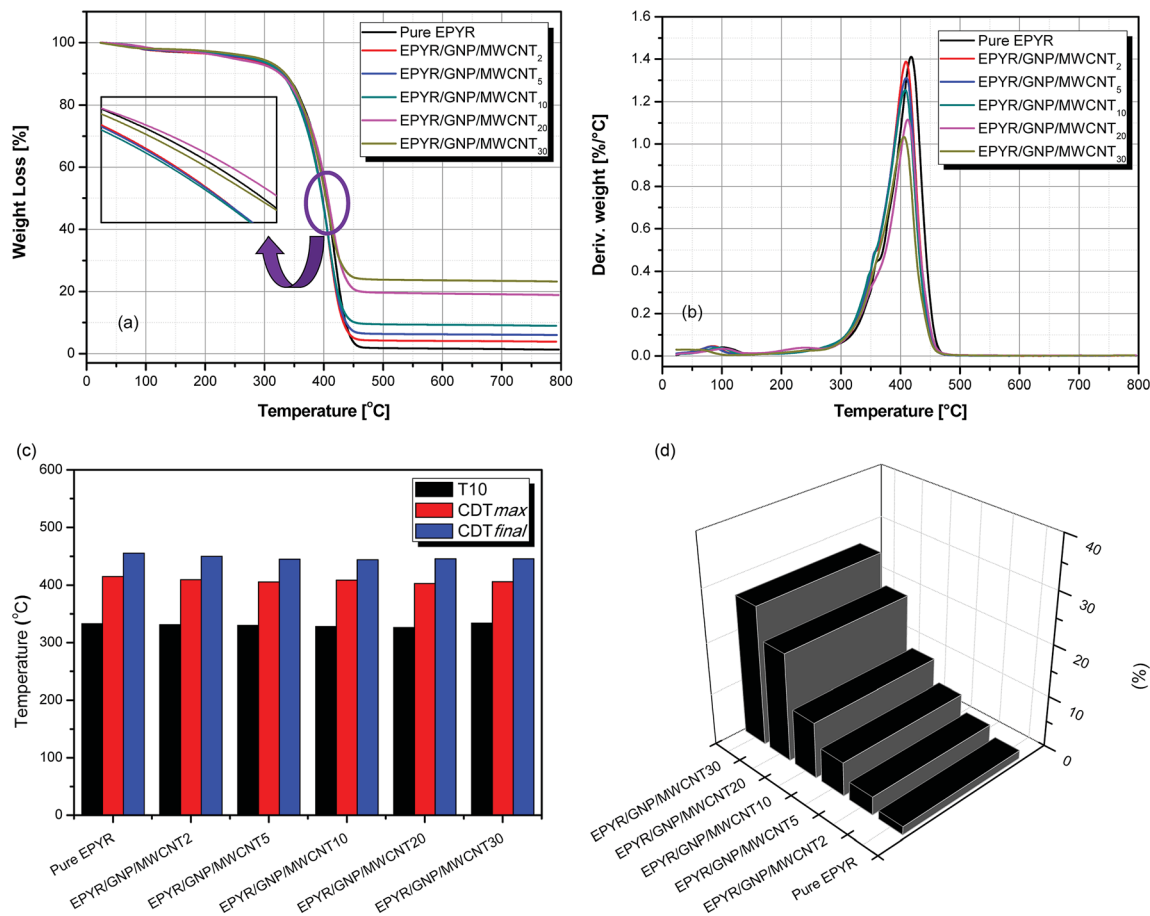 Pure EPYR
EPYR/GNP/MWCNT2
EPYR/GNP/MWCNT5
EPYR/GNP/MWCNT10
EPYR/GNP/MWCNT20
EPYR/GNP/MWCNT30
100
80
60
40
20
0
Weight Loss [%]
(a)
0 100 200 300 400 500 600 700 800
Temperature [°C]
Pure EPYR
EPYR/GNP/MWCNT2
EPYR/GNP/MWCNT5
EPYR/GNP/MWCNT10
EPYR/GNP/MWCNT20
EPYR/GNP/MWCNT30
1.6
1.4
1.2
1.0
0.8
0.6
0.4
0.2
0.0
Deriv. weight [%/°C]
(b)
0 100 200 300 400 500 600 700 800
Temperature [°C]
(c)
600
500
400
300
200
100
0
Temperature (°C)
T10
CDTmax
CDTfinal
Pure EPYR
EPYR/GNP/MWCNT2
EPYR/GNP/MWCNT5
EPYR/GNP/MWCNT10
EPYR/GNP/MWCNT20
EPYR/GNP/MWCNT30
(d)
40
30
20
10
0
(%)
EPYR/GNP/MWCNT30
EPYR/GNP/MWCNT20
EPYR/GNP/MWCNT10
EPYR/GNP/MWCNT5
EPYR/GNP/MWCNT2
Pure EPYR